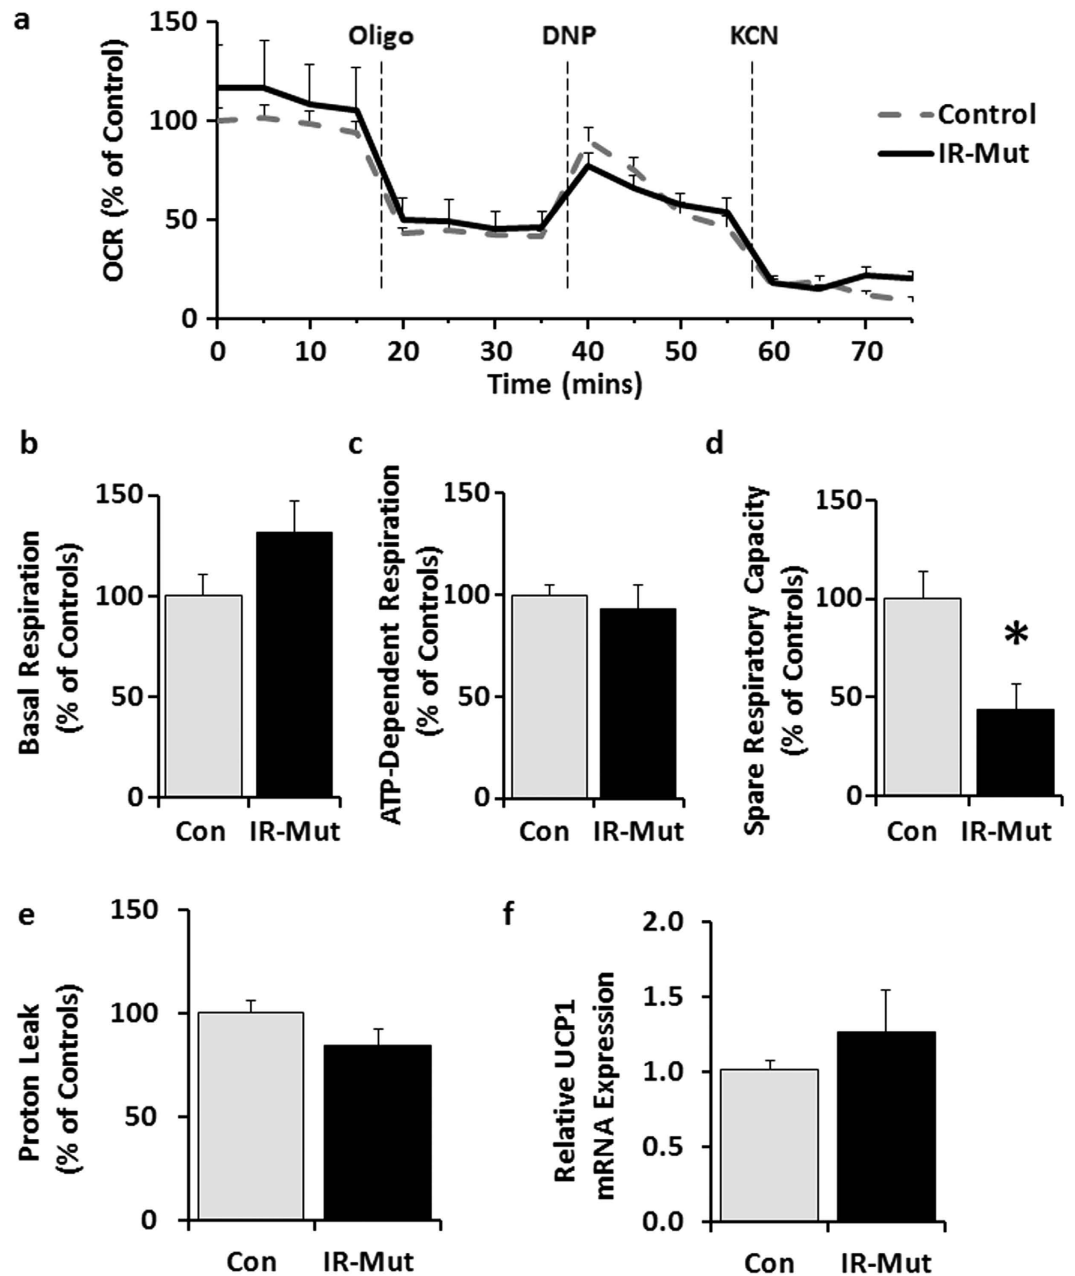 a
OCR (% of Control)
150
100
50
0
Oligo
DNP
KCN
Control
IR-Mut
0 10 20 30 40 50 60 70
Time (mins)
b
Basal Respiration
(% of Controls)
150
100
50
0
Con IR-Mut
c
ATP-Dependent Respiration
(% of Controls)
150
100
50
0
Con IR-Mut
d
Spare Respiratory Capacity
(% of Controls)
150
100
50
0
*
Con IR-Mut
e
Proton Leak
(% of Controls)
150
100
50
0
Con IR-Mut
f
Relative UCP1
mRNA Expression
2.0
1.5
1.0
0.5
0.0
Con IR-Mut